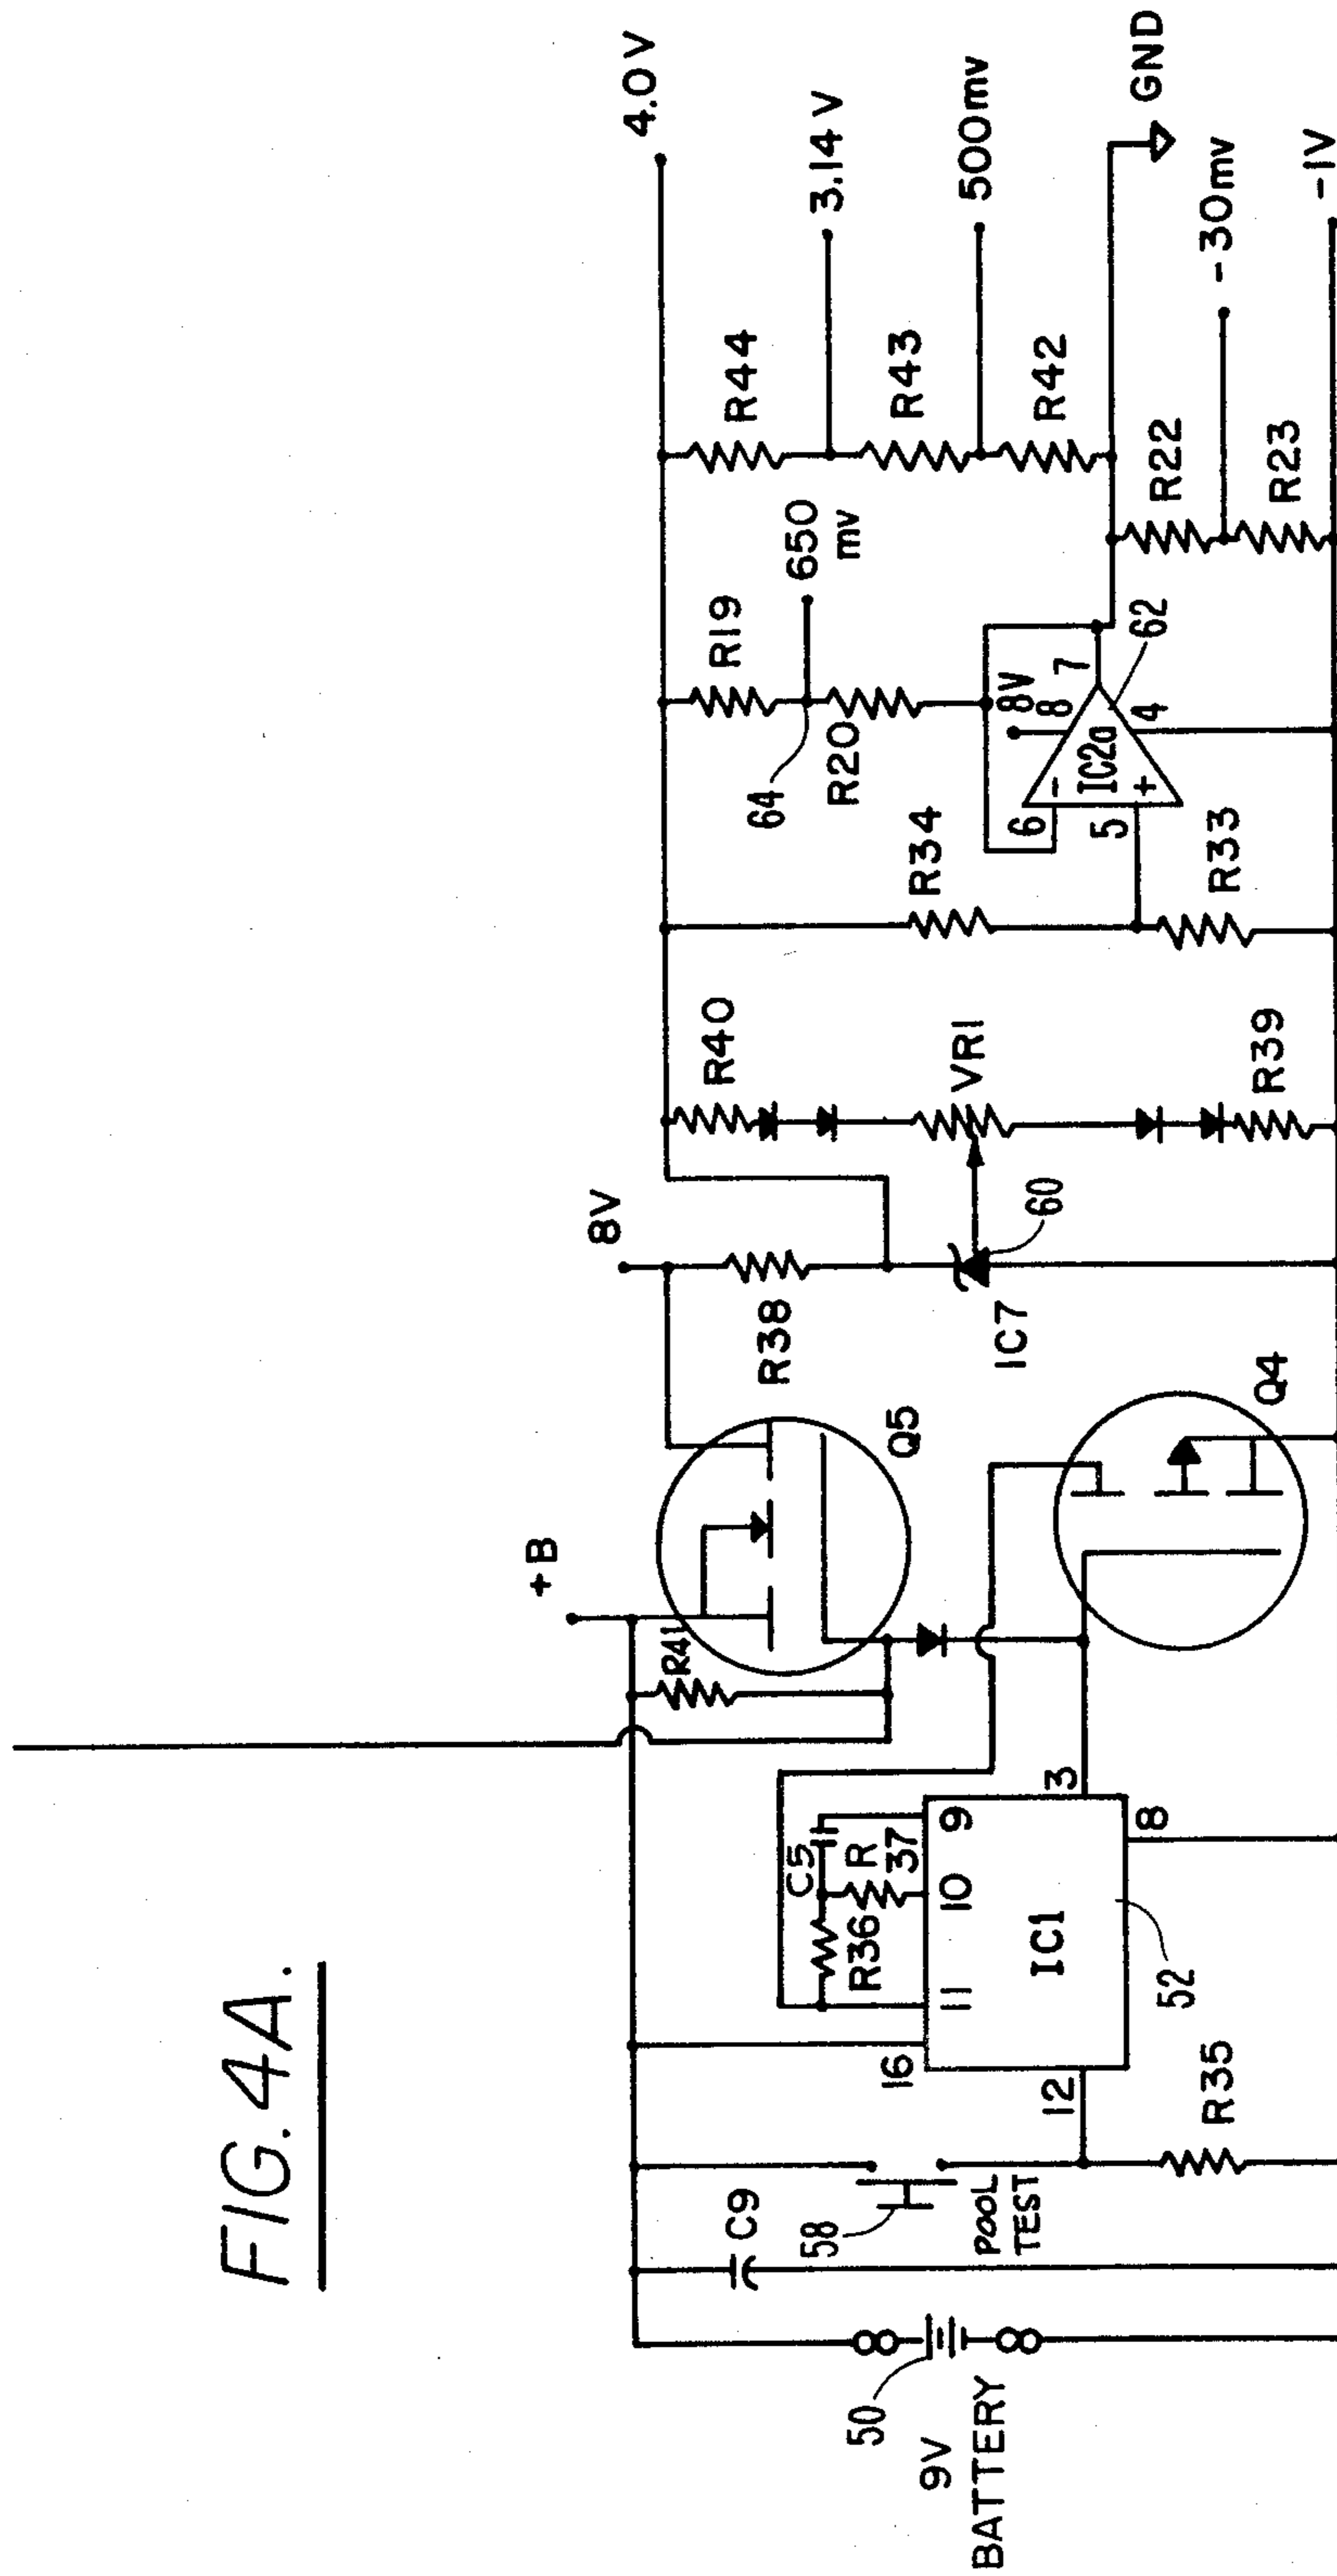 FIG. 4A.
+B
8V
4.0V
R41
Q5
R38
R40
R19
R44
650
mv
3.14 V
64
R20
R43
500mv
C9
58
POOL
TEST
C5
R36
R
37
11
10
9
16
IC1
3
12
8
52
R35
50
9V
BATTERY
Q4
IC7
60
VR1
R39
R34
R33
8V
8
6
5
IC2a
-
+
7
4
62
R42
GND
R22
-30mv
R23
-1V